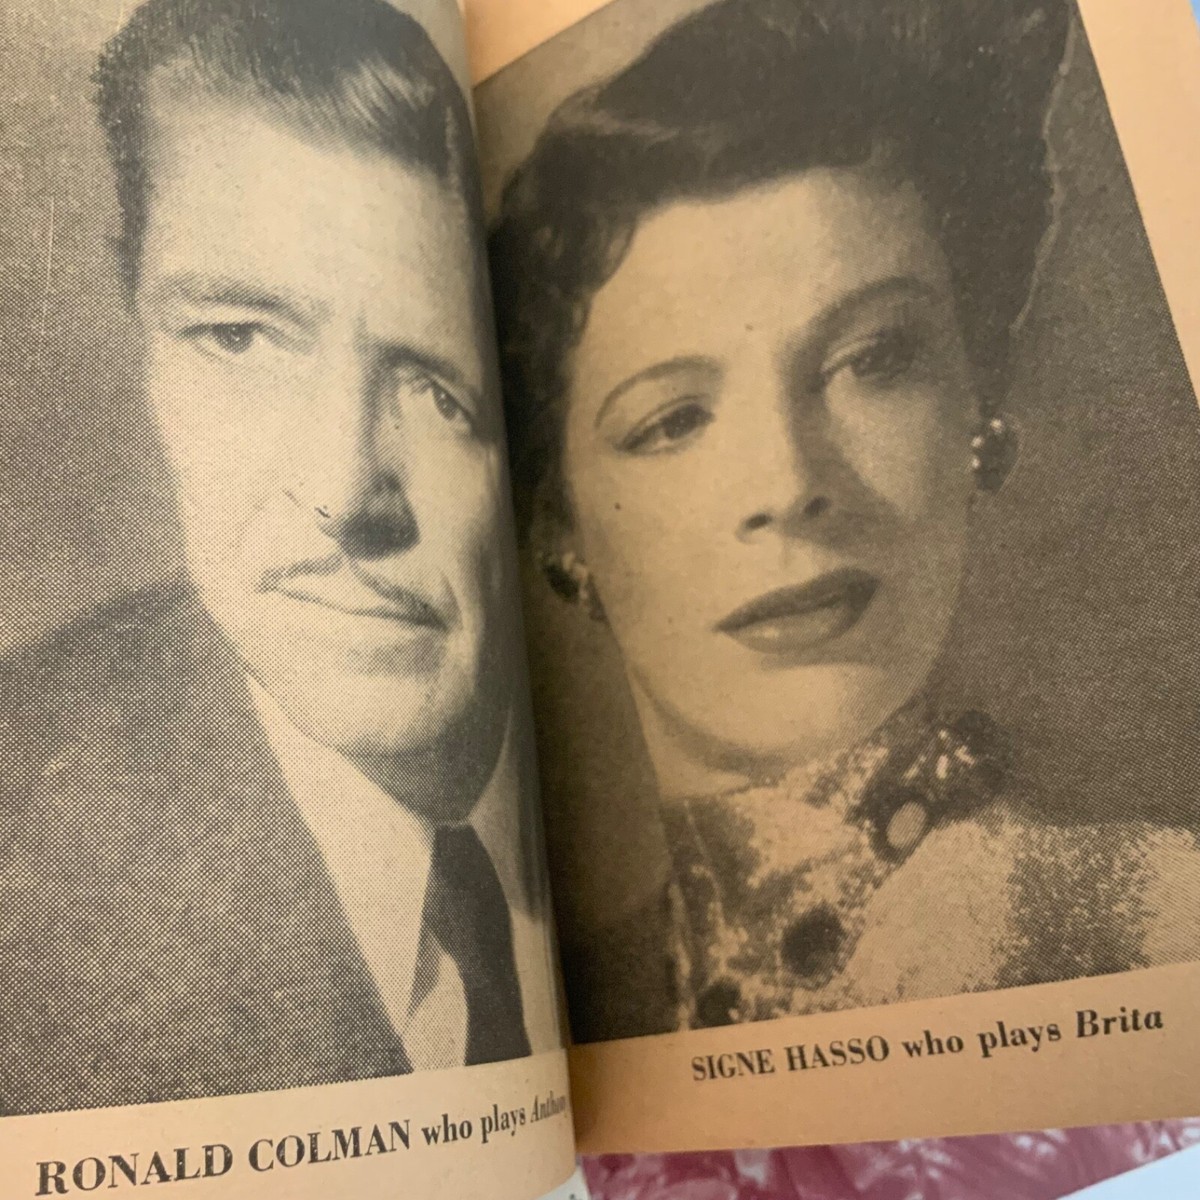 RONALD COLMAN who plays Anthony
SIGNE HASSO who plays Brita